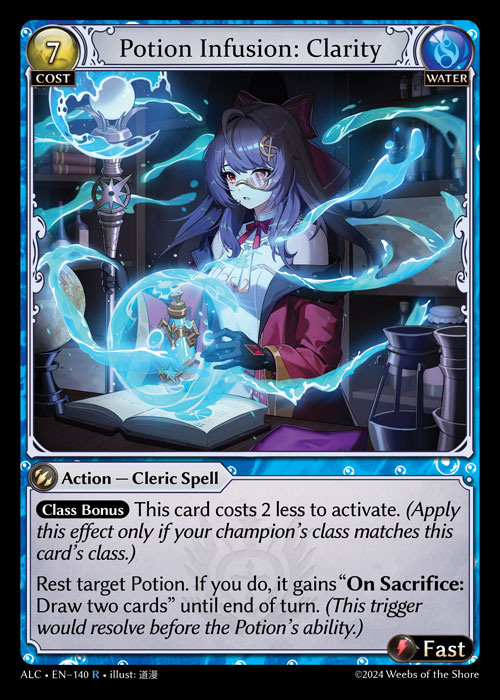 7
Potion Infusion: Clarity
COST
WATER
Action — Cleric Spell
Class Bonus This card costs 2 less to activate. (Apply
this effect only if your champion's class matches this
card's class.)
Rest target Potion. If you do, it gains “On Sacrifice:
Draw two cards” until end of turn. (This trigger
would resolve before the Potion's ability.)
Fast
ALC • EN–140 R • illust: 道漫
©2024 Weebs of the Shore